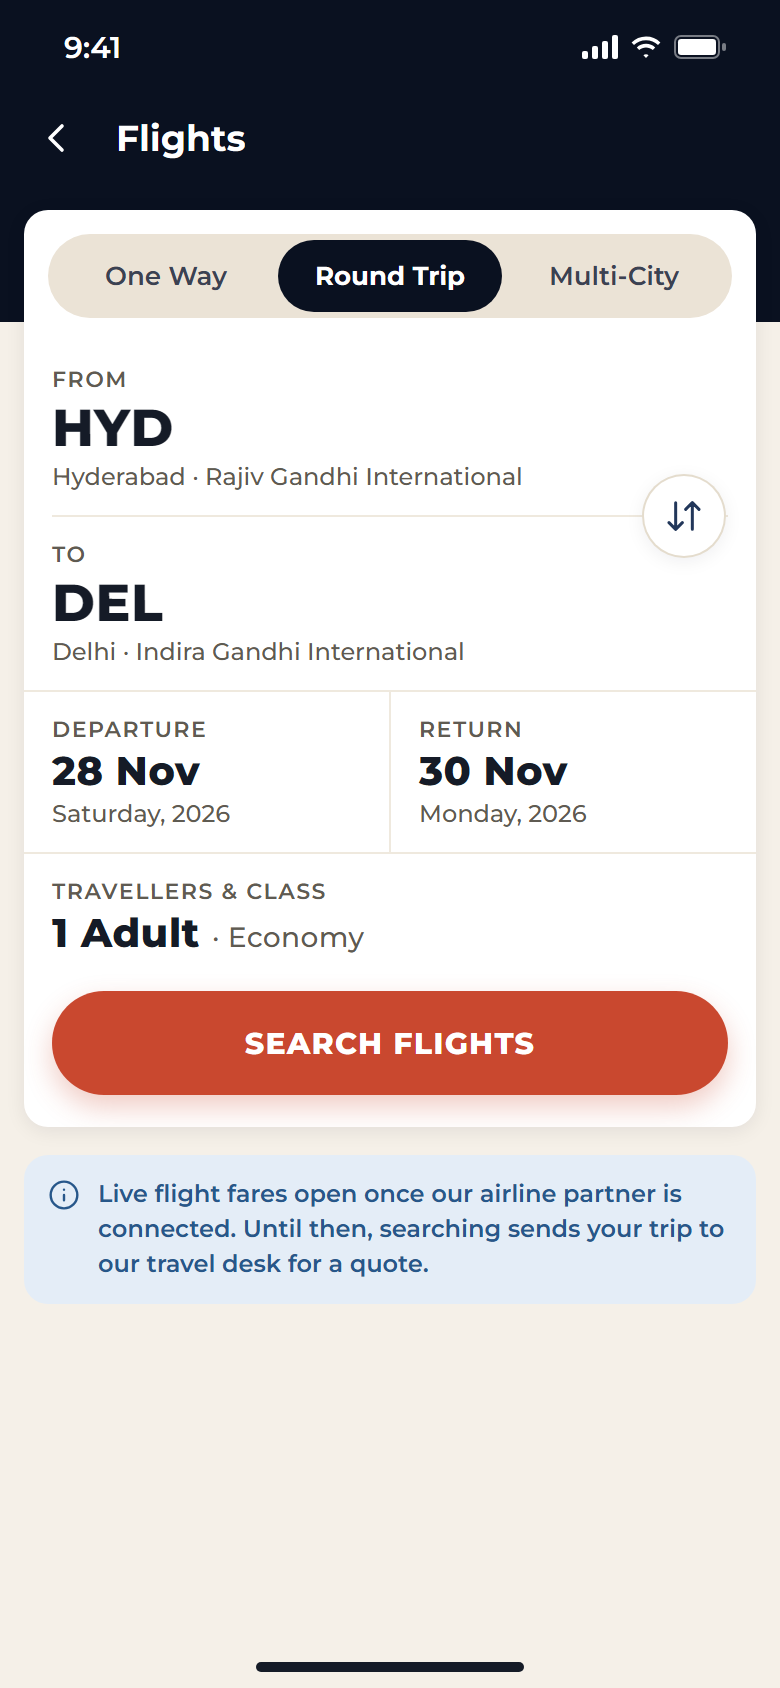 9:41
Flights
One Way
Round Trip
Multi-City
FROM
HYD
Hyderabad · Rajiv Gandhi International
TO
DEL
Delhi · Indira Gandhi International
DEPARTURE
28 Nov
Saturday, 2026
RETURN
30 Nov
Monday, 2026
TRAVELLERS & CLASS
1 Adult · Economy
SEARCH FLIGHTS
Live flight fares open once our airline partner is
connected. Until then, searching sends your trip to
our travel desk for a quote.